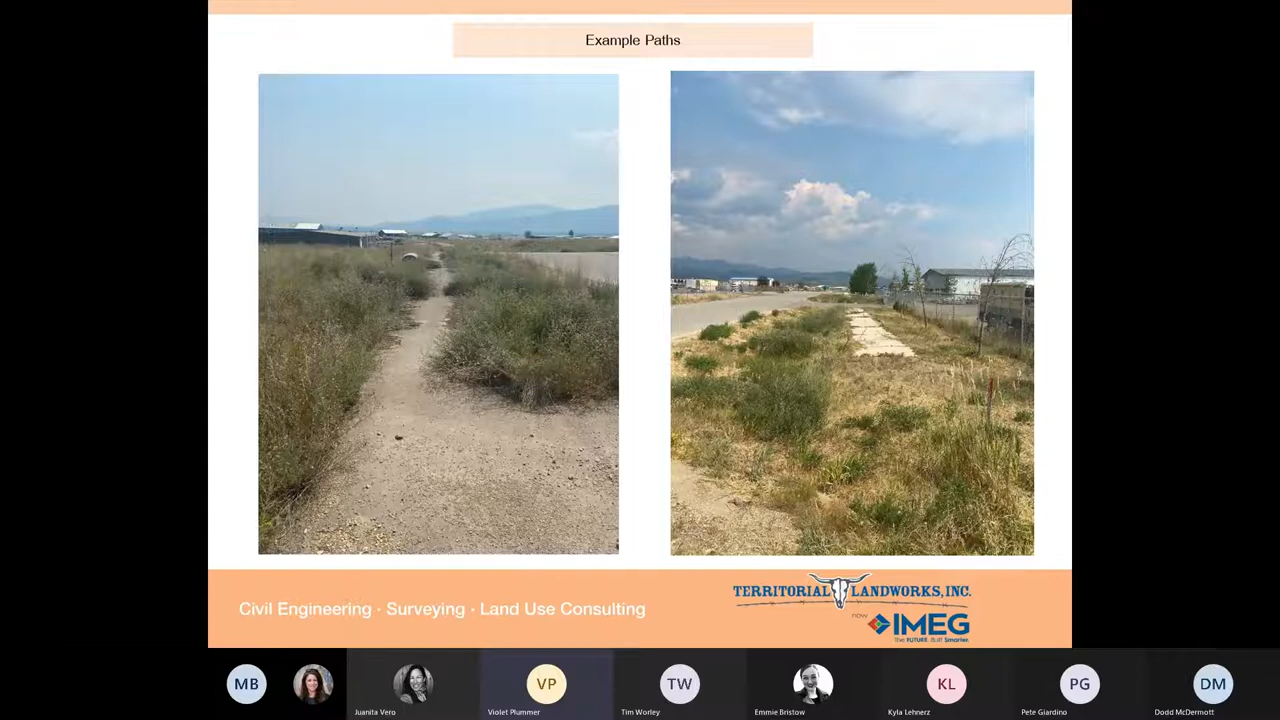 Example Paths
Civil Engineering · Surveying · Land Use Consulting
TERRITORIAL LANDWORKS, INC.
now IMEG
The FUTURE. Built Smarter.
MB
Juanita Vero
VP
Violet Plummer
TW
Tim Worley
Emmie Bristow
KL
Kyla Lehnerz
PG
Pete Giardino
DM
Dodd McDermott